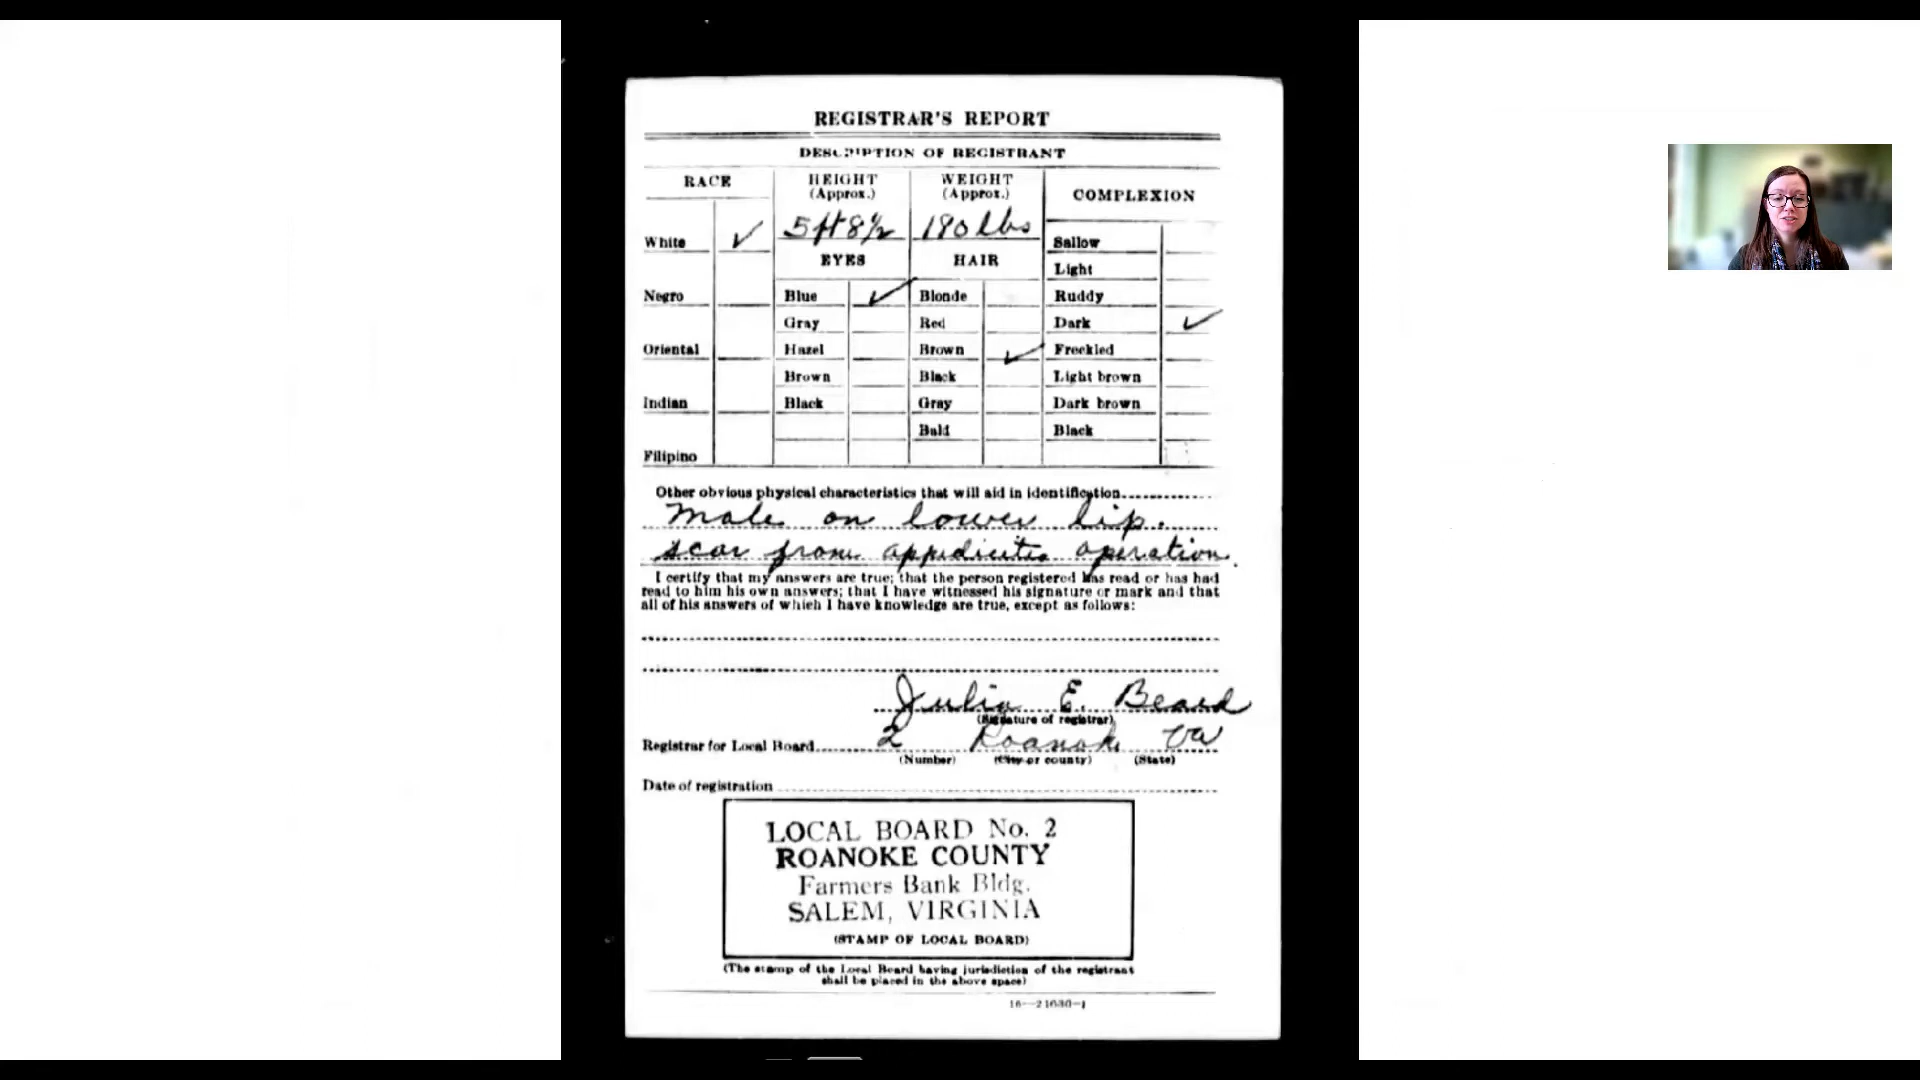 REGISTRAR'S REPORT
DESCRIPTION OF REGISTRANT
RACE
HEIGHT
(Approx.)
WEIGHT
(Approx.)
COMPLEXION
5 ft 8½
180 lbs
White ✓
EYES
HAIR
Sallow
Light
Negro
Blue ✓
Blonde
Ruddy
Gray
Red
Dark ✓
Oriental
Hazel
Brown ✓
Freckled
Brown
Black
Light brown
Indian
Black
Gray
Dark brown
Bald
Black
Filipino
Other obvious physical characteristics that will aid in identification
Mole on lower lip.
scar from appedicites operation.
I certify that my answers are true; that the person registered has read or has had
read to him his own answers; that I have witnessed his signature or mark and that
all of his answers of which I have knowledge are true, except as follows:
Julia E. Beard
(Signature of registrar)
Registrar for Local Board 2 Roanoke Va
(Number) (City or county) (State)
Date of registration
LOCAL BOARD No. 2
ROANOKE COUNTY
Farmers Bank Bldg.
SALEM, VIRGINIA
(STAMP OF LOCAL BOARD)
(The stamp of the Local Board having jurisdiction of the registrant
shall be placed in the above space)
16—21630-1